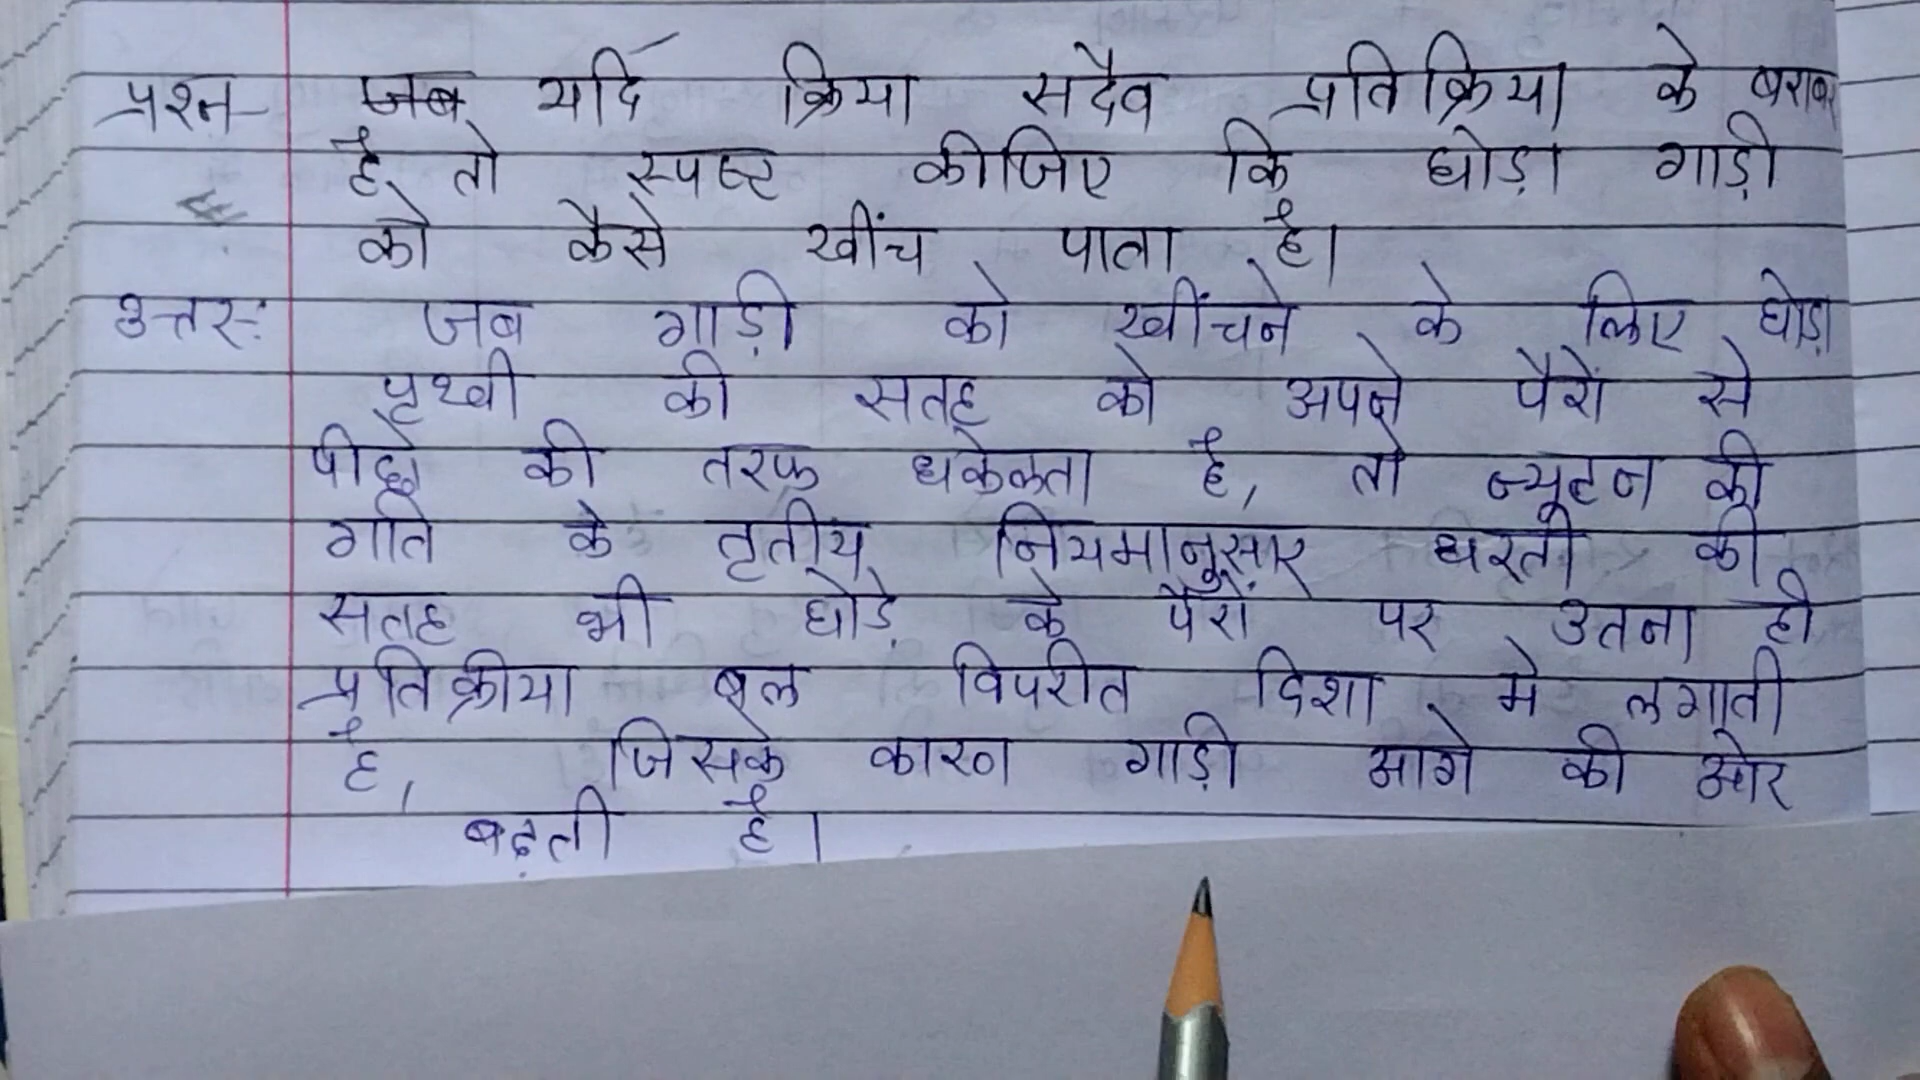 प्रश्न- जब यदि क्रिया सदैव प्रतिक्रिया के बराबर
है तो स्पष्ट कीजिए कि घोड़ा गाड़ी
को कैसे खींच पाता है।
उत्तर:- जब गाड़ी को खींचने के लिए घोड़ा
पृथ्वी की सतह को अपने पैरों से
पीछे की तरफ धकेलता है, तो न्यूटन की
गति के तृतीय नियमानुसार धरती की
सतह भी घोड़े के पैरों पर उतना ही
प्रतिक्रीया बल विपरीत दिशा मे लगाती
है, जिसके कारण गाड़ी आगे की ओर
बढ़ती है।